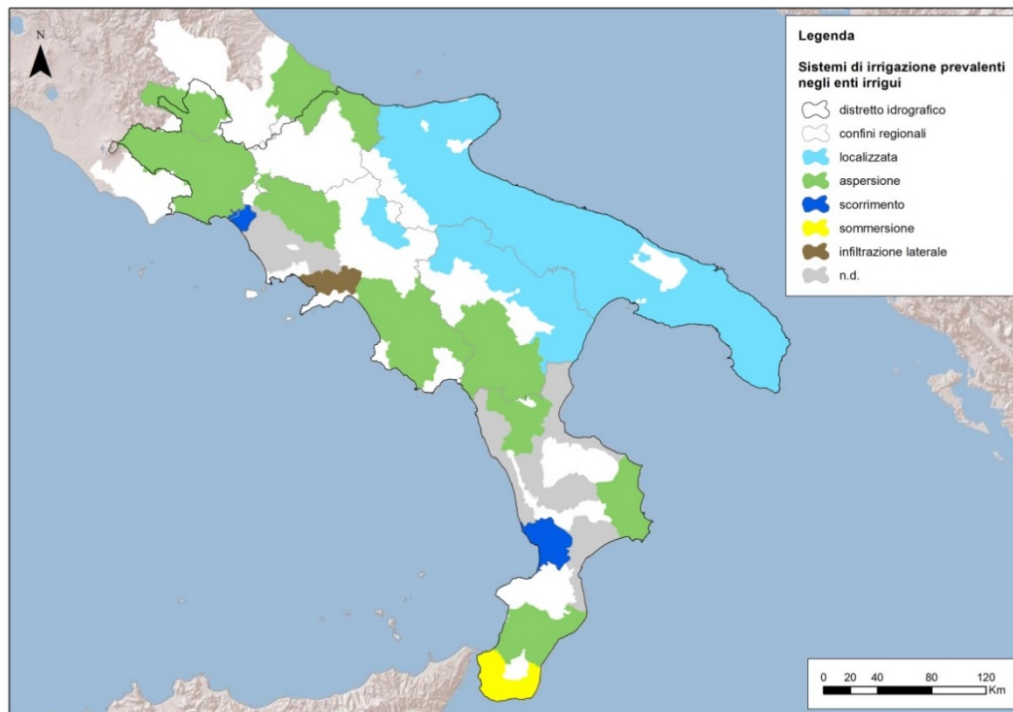 N
Legenda
Sistemi di irrigazione prevalenti
negli enti irrigui
distretto idrografico
confini regionali
localizzata
aspersione
scorrimento
sommersione
infiltrazione laterale
n.d.
0 20 40 80 120
Km